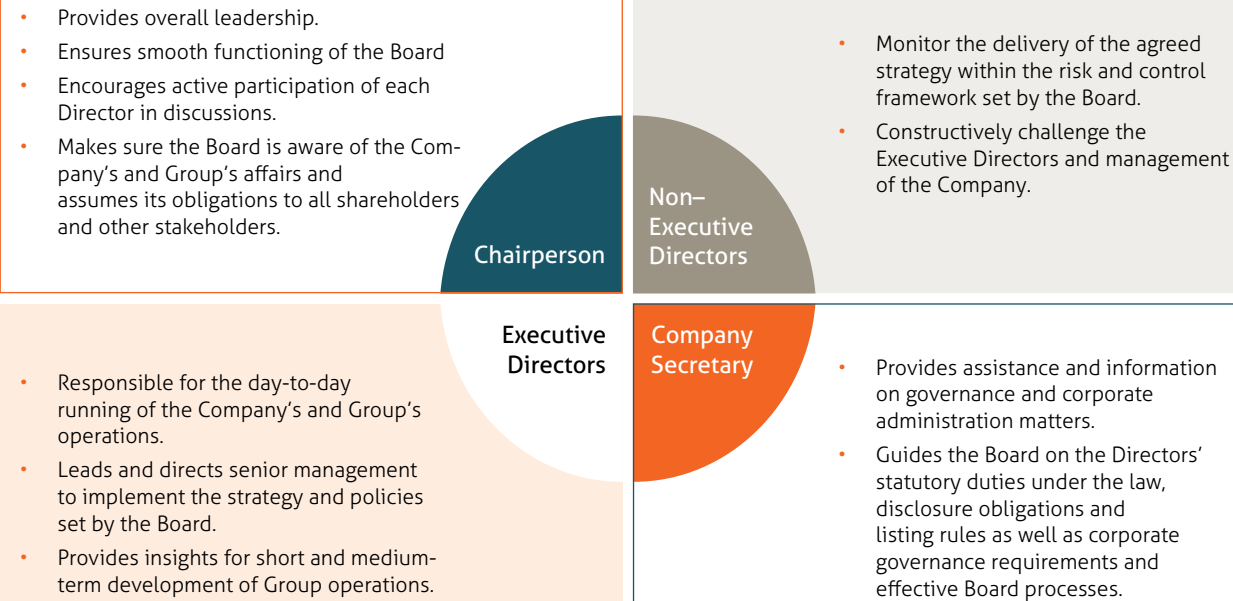 • Provides overall leadership.
• Ensures smooth functioning of the Board
• Encourages active participation of each
Director in discussions.
• Makes sure the Board is aware of the Com-
pany’s and Group’s affairs and
assumes its obligations to all shareholders
and other stakeholders.
Chairperson
• Monitor the delivery of the agreed
strategy within the risk and control
framework set by the Board.
• Constructively challenge the
Executive Directors and management
of the Company.
Non–
Executive
Directors
Executive
Directors
• Responsible for the day-to-day
running of the Company’s and Group’s
operations.
• Leads and directs senior management
to implement the strategy and policies
set by the Board.
• Provides insights for short and medium-
term development of Group operations.
Company
Secretary
• Provides assistance and information
on governance and corporate
administration matters.
• Guides the Board on the Directors’
statutory duties under the law,
disclosure obligations and
listing rules as well as corporate
governance requirements and
effective Board processes.